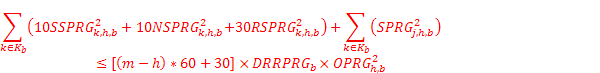 ∑_{k∈K_b} (10SSPRG²_{k,h,b} + 10NSPRG²_{k,h,b}+30RSPRG²_{k,h,b}) + ∑_{k∈K_b} (SPRG²_{j,h,b})
≤ [(m − h) ∗ 60 + 30] × DRRPRG_b × OPRG²_{h,b}